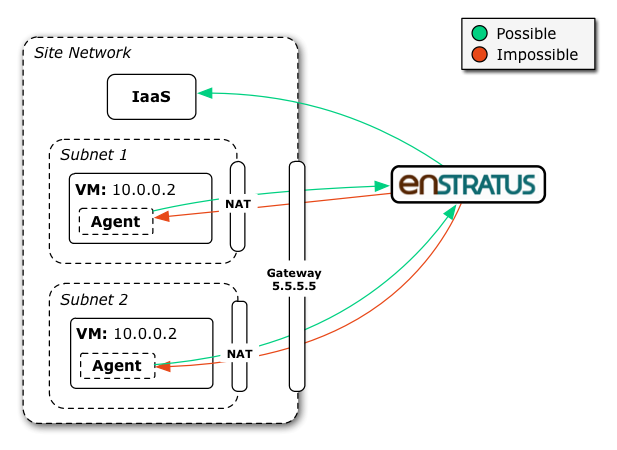 Possible
Impossible
Site Network
IaaS
Subnet 1
VM: 10.0.0.2
Agent
NAT
enSTRATUS
Gateway
5.5.5.5
Subnet 2
VM: 10.0.0.2
Agent
NAT